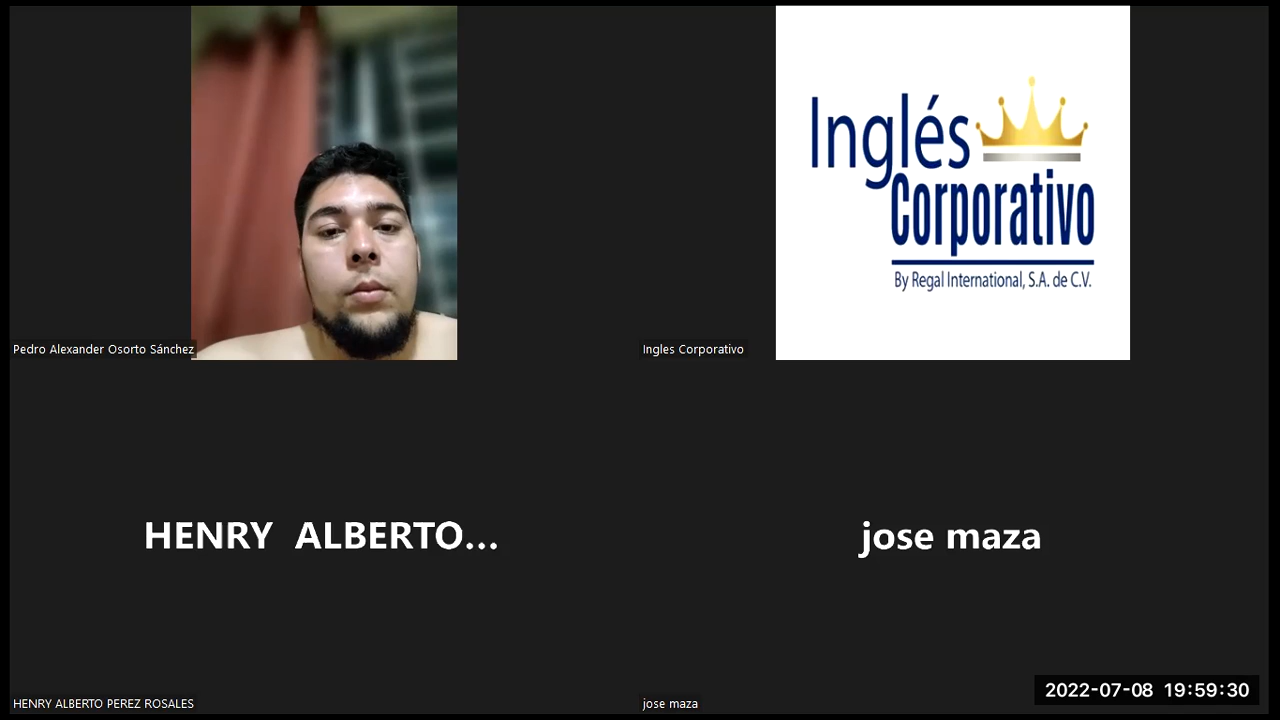 Inglés
Corporativo
By Regal International, S.A. de C.V.
Pedro Alexander Osorto Sánchez
Ingles Corporativo
HENRY  ALBERTO...
jose maza
HENRY ALBERTO PEREZ ROSALES
jose maza
2022-07-08  19:59:30